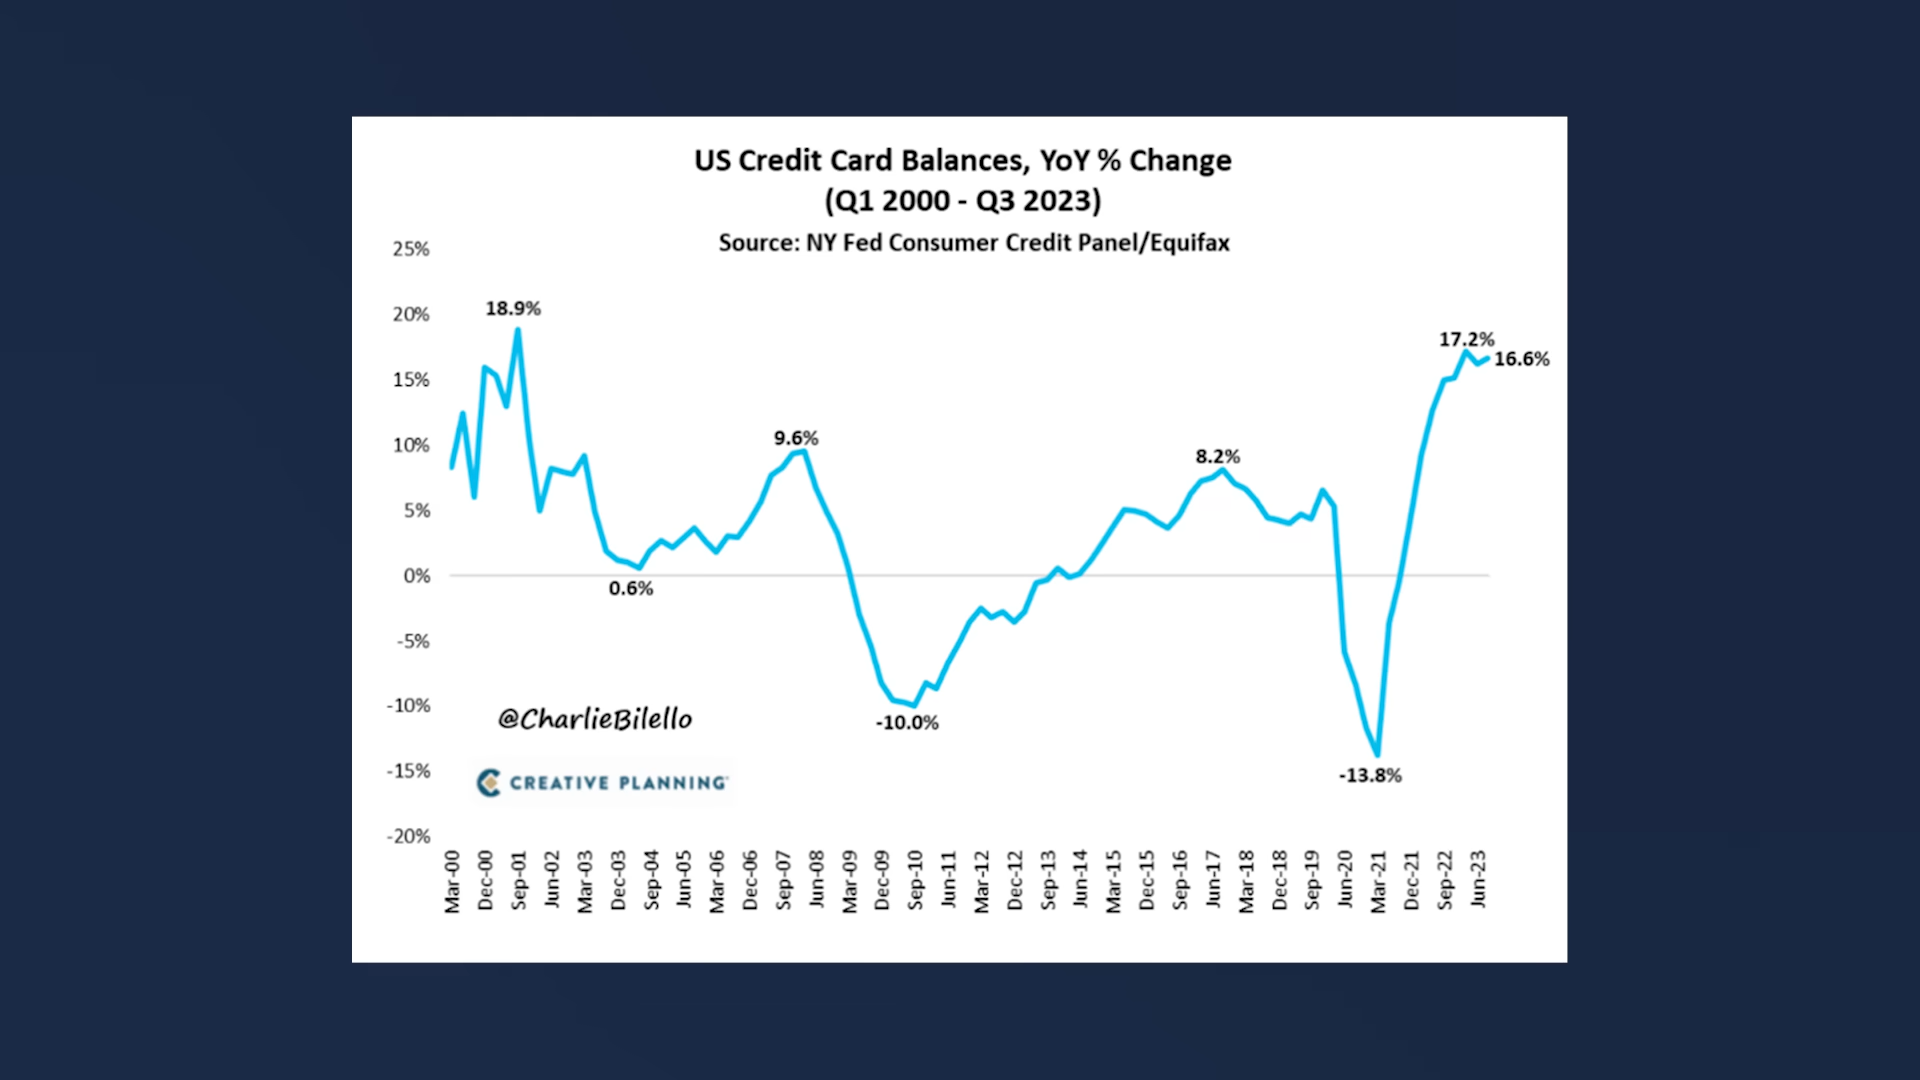 US Credit Card Balances, YoY % Change
(Q1 2000 - Q3 2023)
Source: NY Fed Consumer Credit Panel/Equifax
25%
20%
15%
10%
5%
0%
-5%
-10%
-15%
-20%
18.9%
0.6%
9.6%
-10.0%
8.2%
-13.8%
17.2%
16.6%
@CharlieBilello
CREATIVE PLANNING
Mar-00
Dec-00
Sep-01
Jun-02
Mar-03
Dec-03
Sep-04
Jun-05
Mar-06
Dec-06
Sep-07
Jun-08
Mar-09
Dec-09
Sep-10
Jun-11
Mar-12
Dec-12
Sep-13
Jun-14
Mar-15
Dec-15
Sep-16
Jun-17
Mar-18
Dec-18
Sep-19
Jun-20
Mar-21
Dec-21
Sep-22
Jun-23